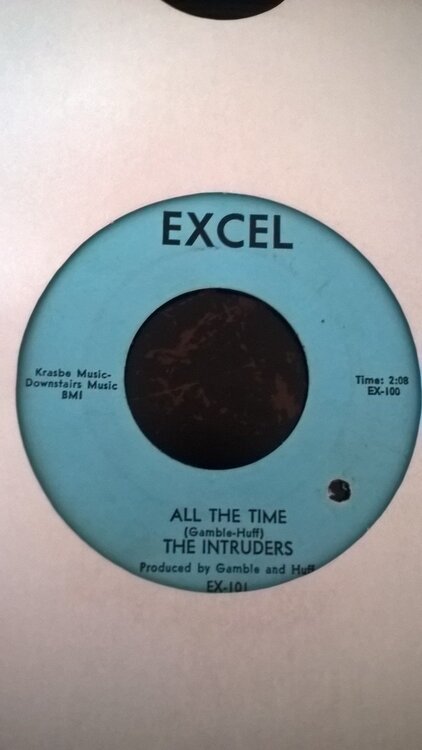 EXCEL
Krasbe Music-
Downstairs Music
BMI
Time: 2:08
EX-100
ALL THE TIME
(Gamble-Huff)
THE INTRUDERS
Produced by Gamble and Huff
EX-101